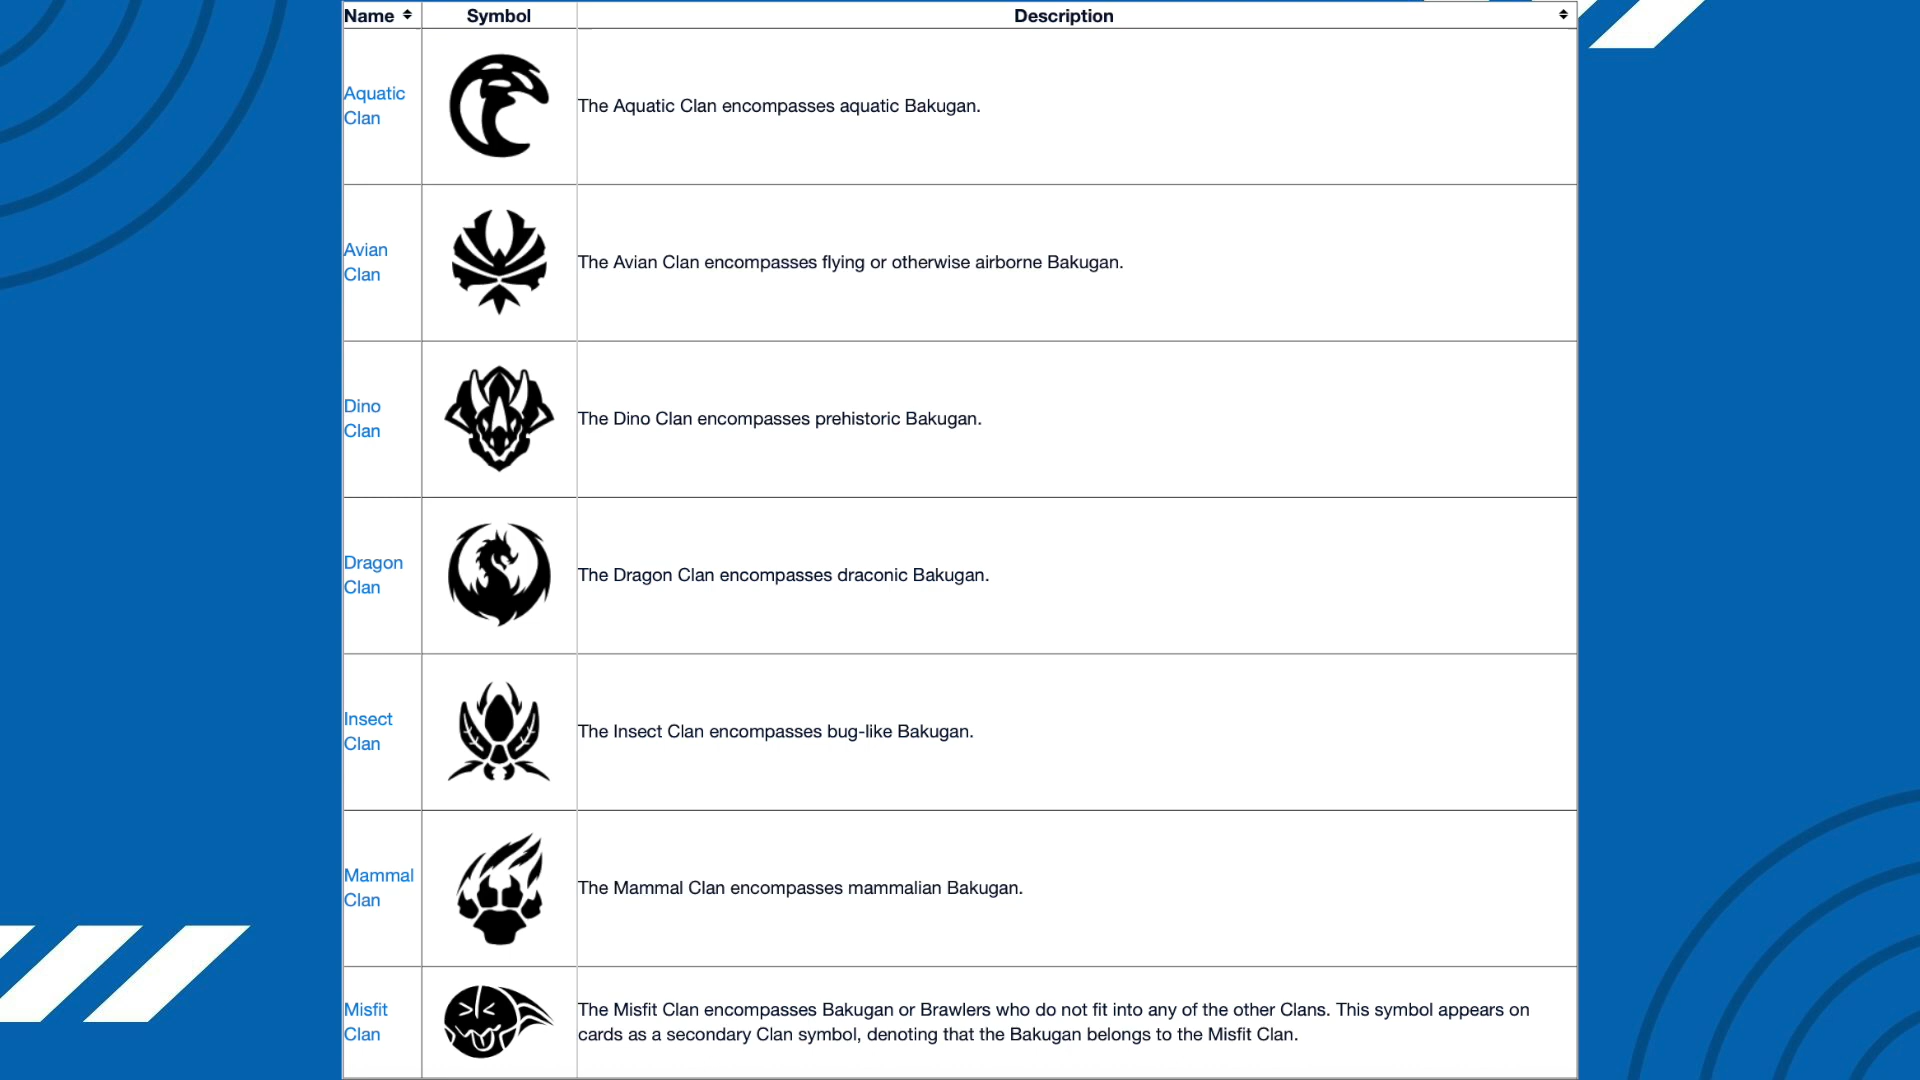 Name Symbol Description
Aquatic
Clan
The Aquatic Clan encompasses aquatic Bakugan.
Avian
Clan
The Avian Clan encompasses flying or otherwise airborne Bakugan.
Dino
Clan
The Dino Clan encompasses prehistoric Bakugan.
Dragon
Clan
The Dragon Clan encompasses draconic Bakugan.
Insect
Clan
The Insect Clan encompasses bug-like Bakugan.
Mammal
Clan
The Mammal Clan encompasses mammalian Bakugan.
Misfit
Clan
The Misfit Clan encompasses Bakugan or Brawlers who do not fit into any of the other Clans. This symbol appears on
cards as a secondary Clan symbol, denoting that the Bakugan belongs to the Misfit Clan.